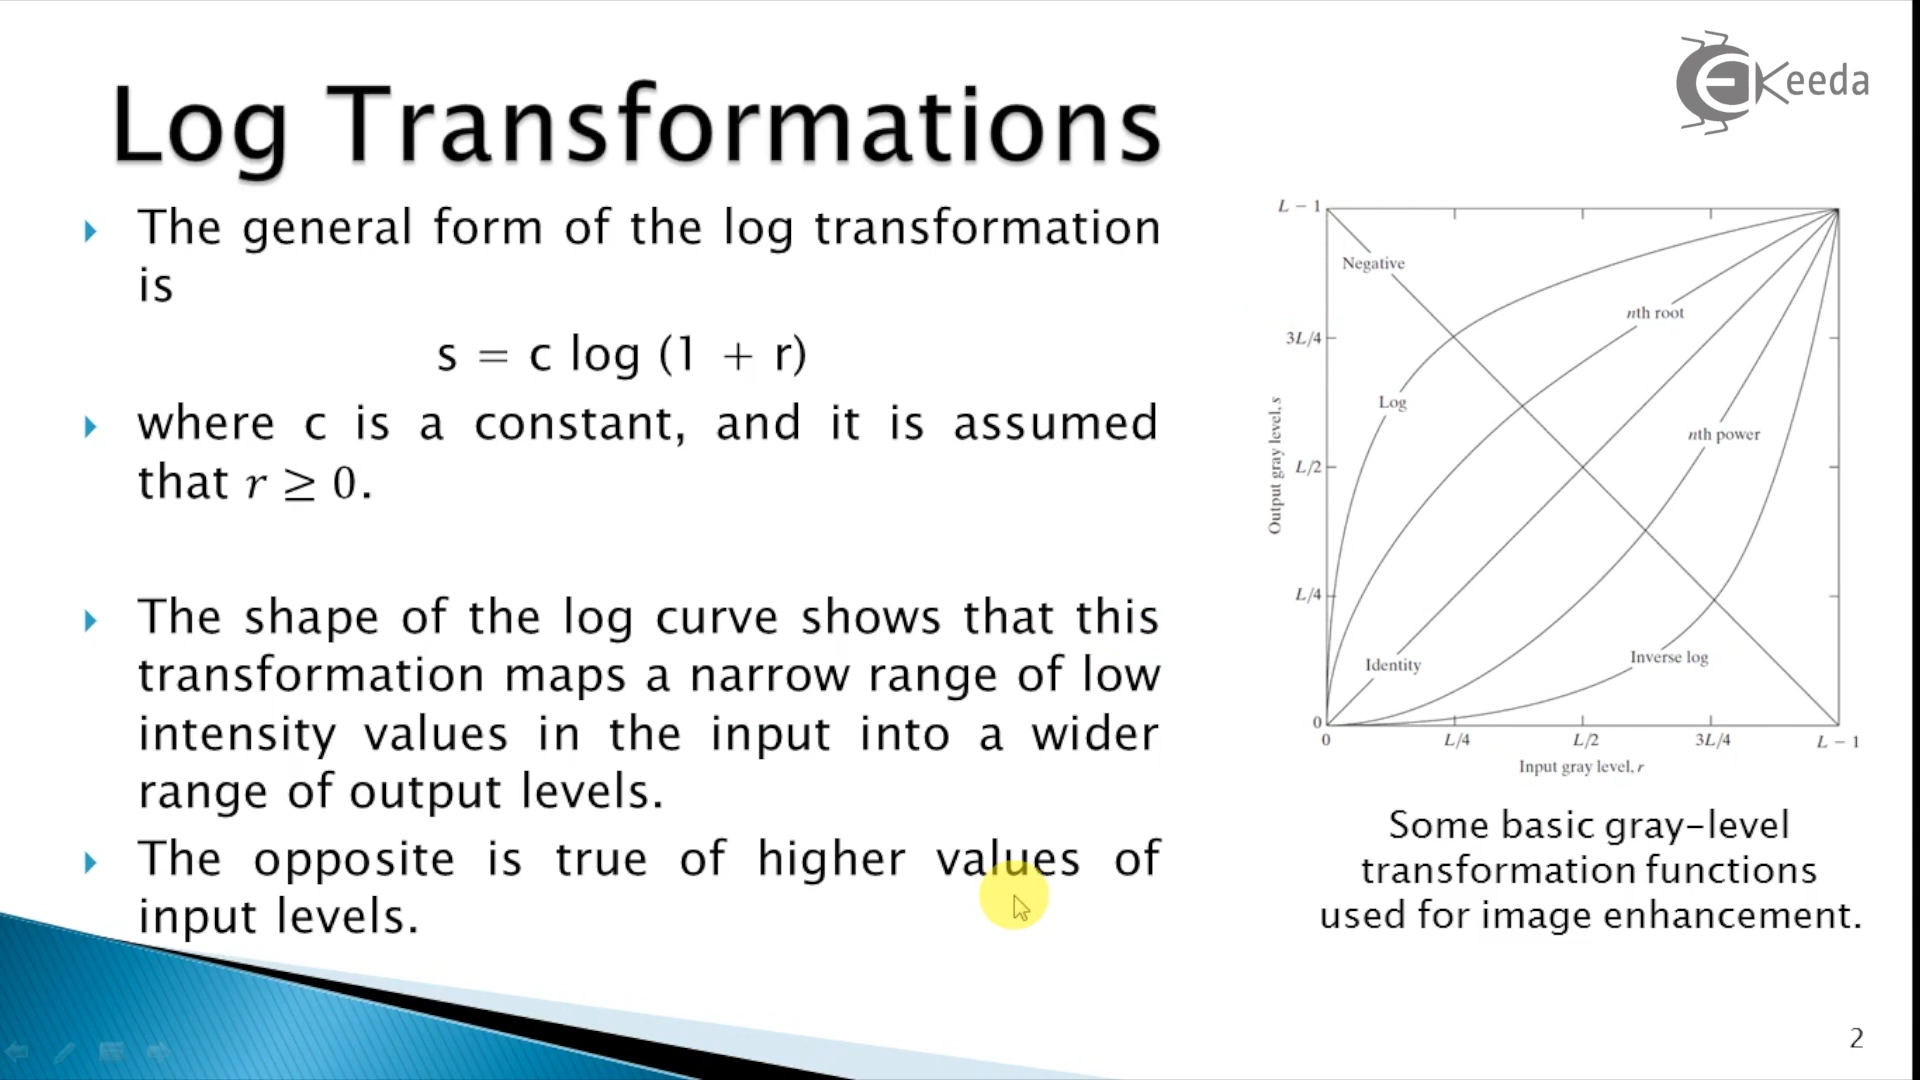 Keeda
Log Transformations
The general form of the log transformation
is
s = c log (1 + r)
where c is a constant, and it is assumed
that r ≥ 0.
The shape of the log curve shows that this
transformation maps a narrow range of low
intensity values in the input into a wider
range of output levels.
The opposite is true of higher values of
input levels.
L − 1
Negative
nth root
3L/4
Log
nth power
Output gray level, s
L/2
L/4
Inverse log
Identity
0
0 L/4 L/2 3L/4 L − 1
Input gray level, r
Some basic gray-level
transformation functions
used for image enhancement.
2